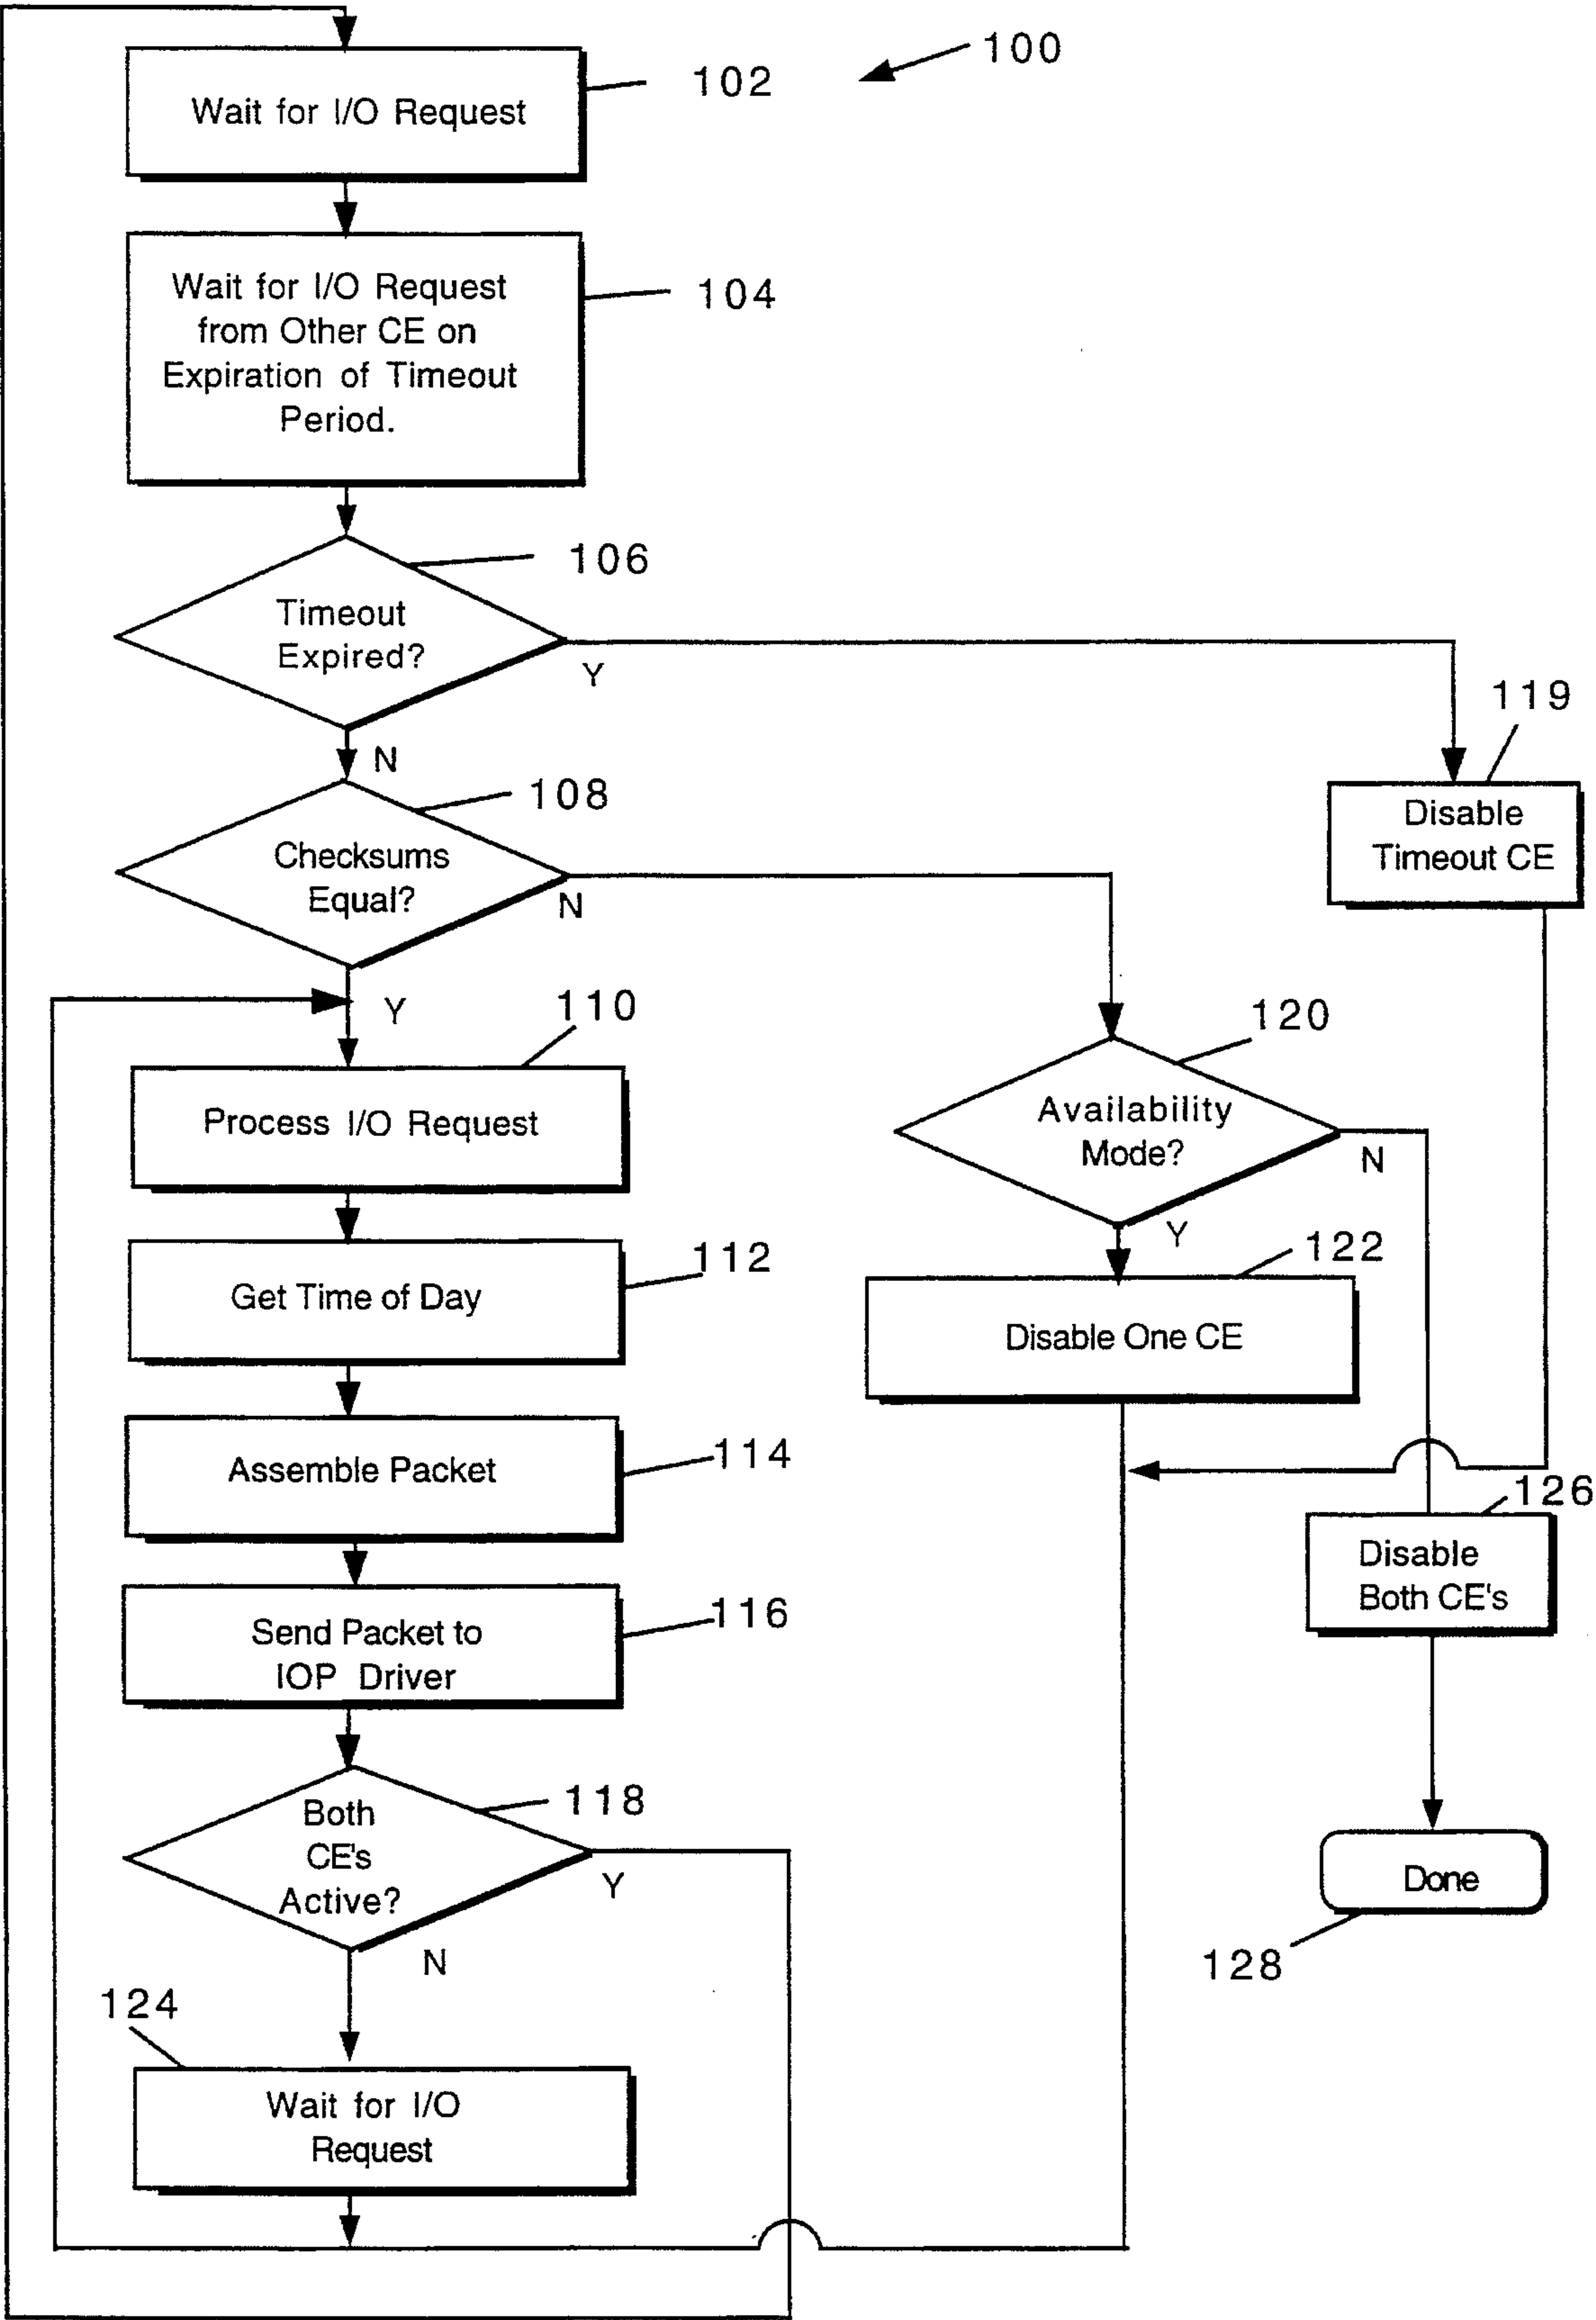 100
102
Wait for I/O Request
Wait for I/O Request
from Other CE on
Expiration of Timeout
Period.
104
106
Timeout
Expired?
Y
N
119
Disable
Timeout CE
108
Checksums
Equal?
N
Y
110
Process I/O Request
120
Availability
Mode?
N
Y
112
Get Time of Day
122
Disable One CE
114
Assemble Packet
126
Disable
Both CE's
116
Send Packet to
IOP Driver
118
Both
CE's
Active?
Y
N
Done
128
124
Wait for I/O
Request